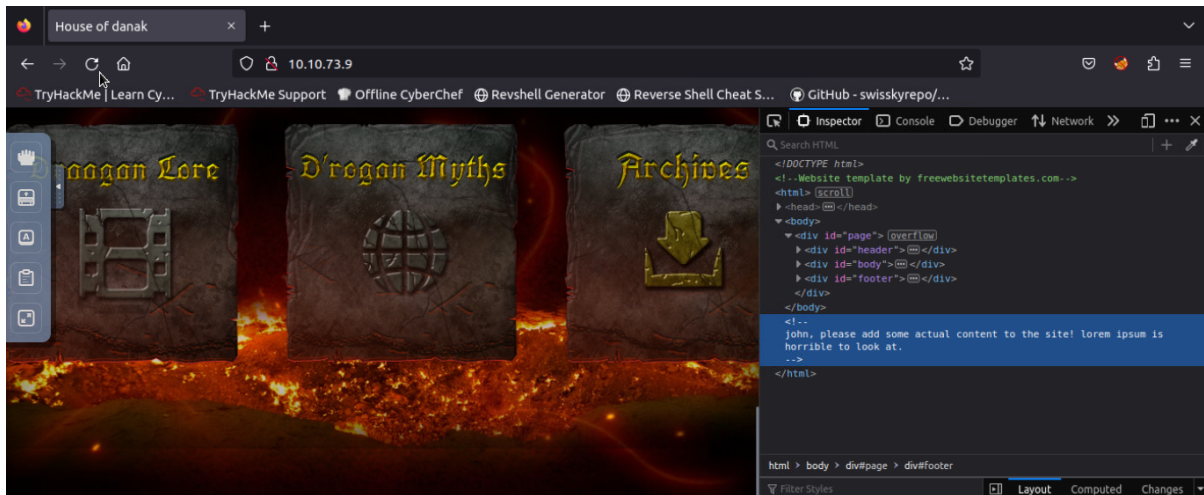 House of danak
10.10.73.9
TryHackMe | Learn Cy...
TryHackMe Support
Offline CyberChef
Revshell Generator
Reverse Shell Cheat S...
GitHub - swisskyrepo/...
aagan Lore
D'rogan Myths
Archives
A
Inspector
Console
Debugger
Network
Search HTML
<!DOCTYPE html>
<!--Website template by freewebsitetemplates.com-->
<html> scroll
<head> ··· </head>
<body>
<div id="page"> overflow
<div id="header"> ··· </div>
<div id="body"> ··· </div>
<div id="footer"> ··· </div>
</div>
</body>
<!--
john, please add some actual content to the site! lorem ipsum is
horrible to look at.
-->
</html>
html > body > div#page > div#footer
Filter Styles
Layout
Computed
Changes